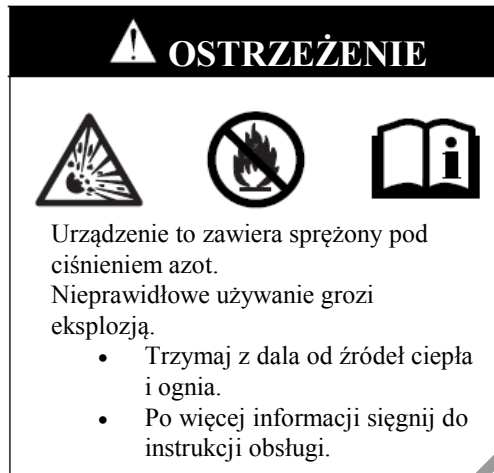 OSTRZEŻENIE
Urządzenie to zawiera sprężony pod
ciśnieniem azot.
Nieprawidłowe używanie grozi
eksplozją.
• Trzymaj z dala od źródeł ciepła
i ognia.
• Po więcej informacji sięgnij do
instrukcji obsługi.